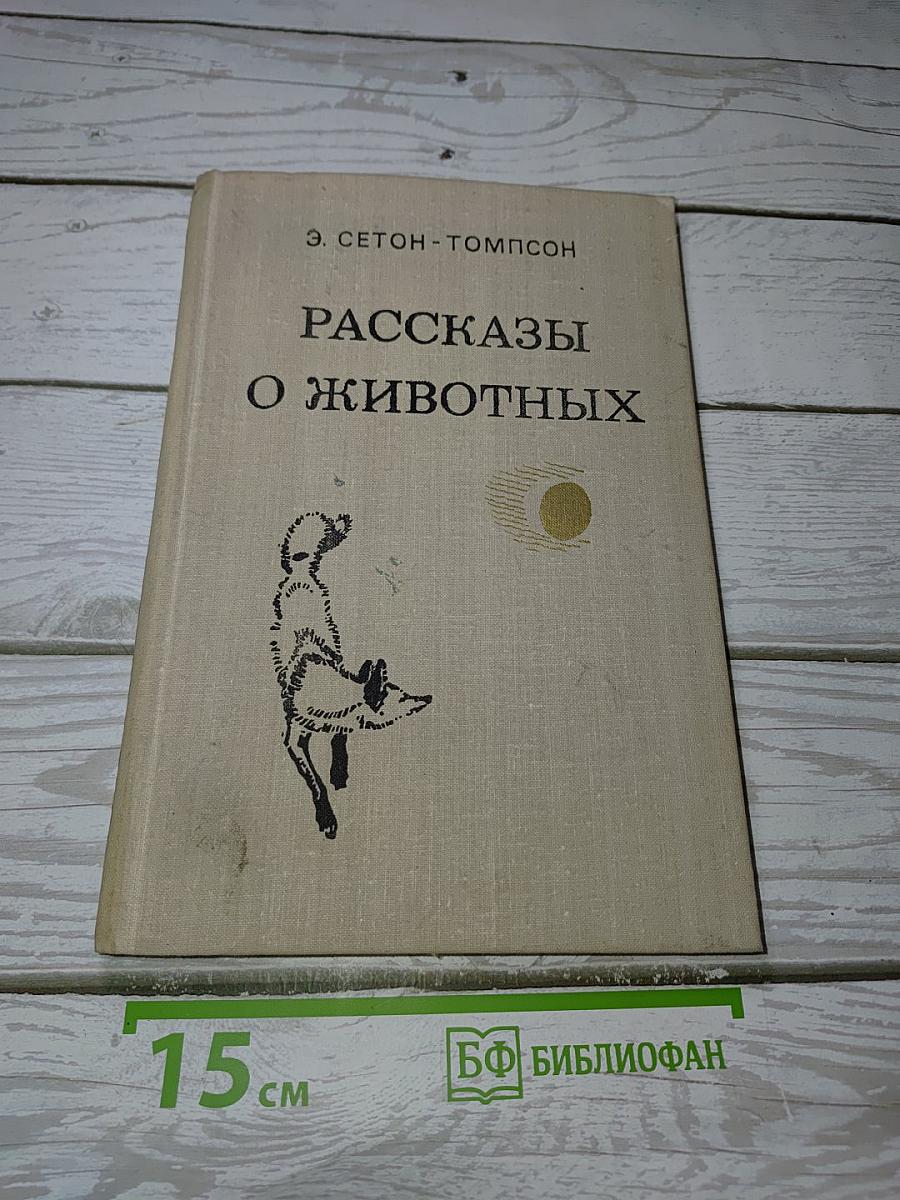 Э. СЕТОН-ТОМПСОН
РАССКАЗЫ
О ЖИВОТНЫХ
15 см
БФ БИБЛИОФАН